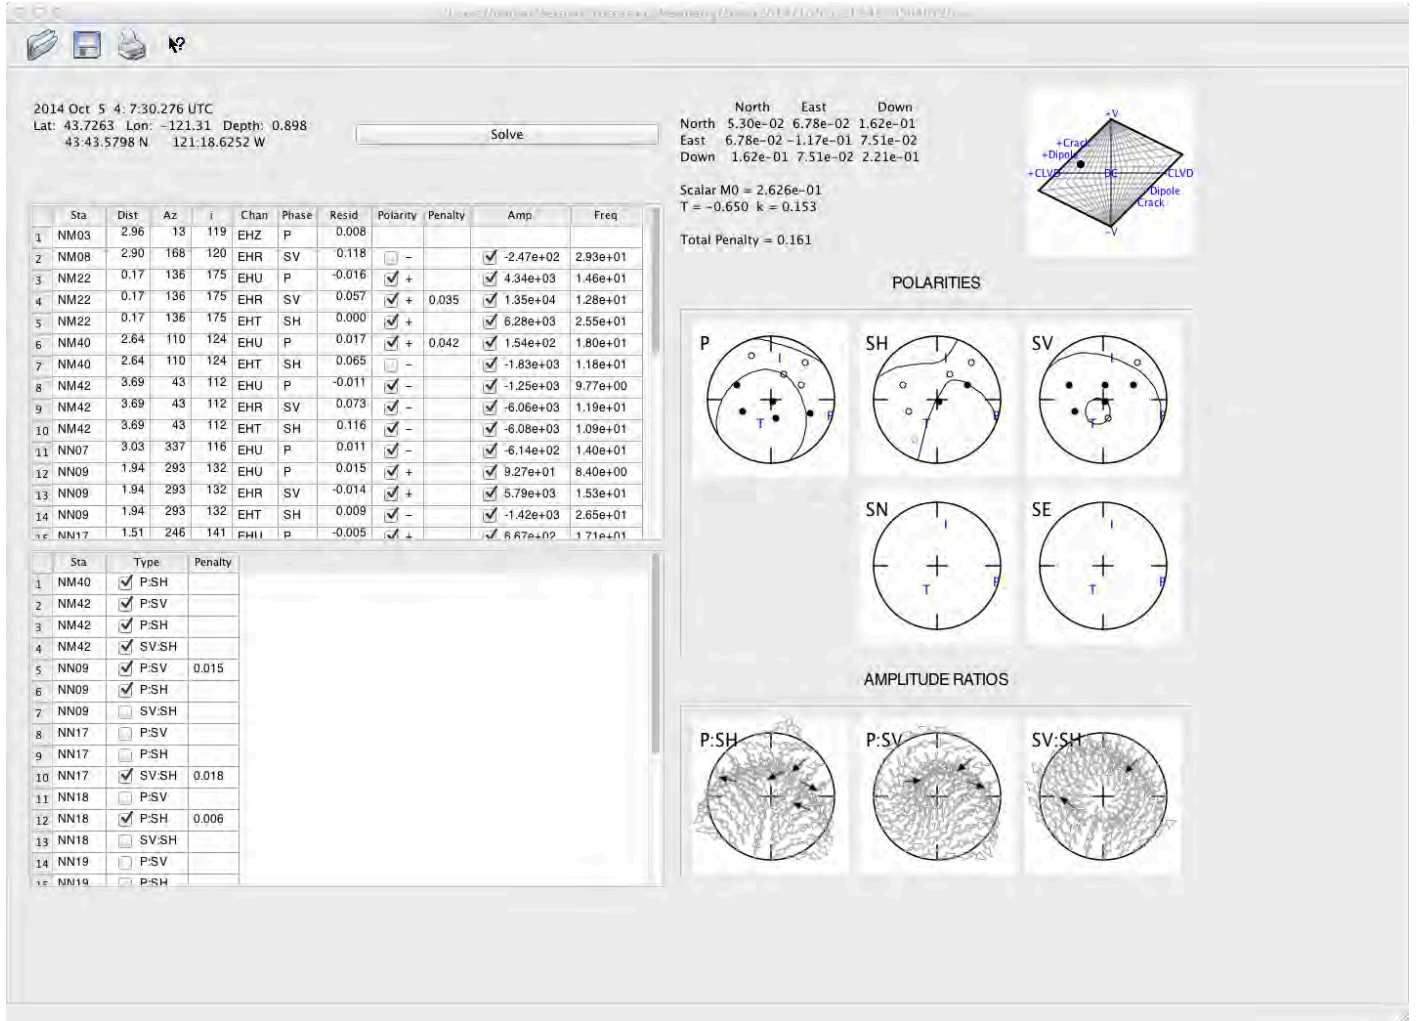 2014 Oct 5 4: 7:30.276 UTC
Lat: 43.7263 Lon: -121.31 Depth: 0.898
43:43.5798 N 121:18.6252 W
Solve
Sta Dist Az i Chan Phase Resid Polarity Penalty Amp Freq
1 NM03 2.96 13 119 EHZ P 0.008
2 NM08 2.90 168 120 EHR SV 0.118 - -2.47e+02 2.93e+01
3 NM22 0.17 136 175 EHU P -0.016 + 4.34e+03 1.46e+01
4 NM22 0.17 136 175 EHR SV 0.057 + 0.035 1.35e+04 1.28e+01
5 NM22 0.17 136 175 EHT SH 0.000 + 6.28e+03 2.55e+01
6 NM40 2.64 110 124 EHU P 0.017 + 0.042 1.54e+02 1.80e+01
7 NM40 2.64 110 124 EHT SH 0.065 - -1.83e+03 1.18e+01
8 NM42 3.69 43 112 EHU P -0.011 - -1.25e+03 9.77e+00
9 NM42 3.69 43 112 EHR SV 0.073 - -6.06e+03 1.19e+01
10 NM42 3.69 43 112 EHT SH 0.116 - -6.08e+03 1.09e+01
11 NN07 3.03 337 116 EHU P 0.011 - -6.14e+02 1.40e+01
12 NN09 1.94 293 132 EHU P 0.015 + 9.27e+01 8.40e+00
13 NN09 1.94 293 132 EHR SV -0.014 + 5.79e+03 1.53e+01
14 NN09 1.94 293 132 EHT SH 0.009 - -1.42e+03 2.65e+01
15 NN17 1.51 246 141 EHU P -0.005 + 6.67e+02 1.71e+01
Sta Type Penalty
1 NM40 P:SH
2 NM42 P:SV
3 NM42 P:SH
4 NM42 SV:SH
5 NN09 P:SV 0.015
6 NN09 P:SH
7 NN09 SV:SH
8 NN17 P:SV
9 NN17 P:SH
10 NN17 SV:SH 0.018
11 NN18 P:SV
12 NN18 P:SH 0.006
13 NN18 SV:SH
14 NN19 P:SV
15 NN19 P:SH
North East Down
North 5.30e-02 6.78e-02 1.62e-01
East 6.78e-02 -1.17e-01 7.51e-02
Down 1.62e-01 7.51e-02 2.21e-01
Scalar M0 = 2.626e-01
T = -0.650 k = 0.153
Total Penalty = 0.161
+V
+Crack
+Dipole
+CLVD DC -CLVD
Dipole
Crack
-V
POLARITIES
P SH SV
I I I
T P T P T P
SN SE
I I
T P T P
AMPLITUDE RATIOS
P:SH P:SV SV:SH